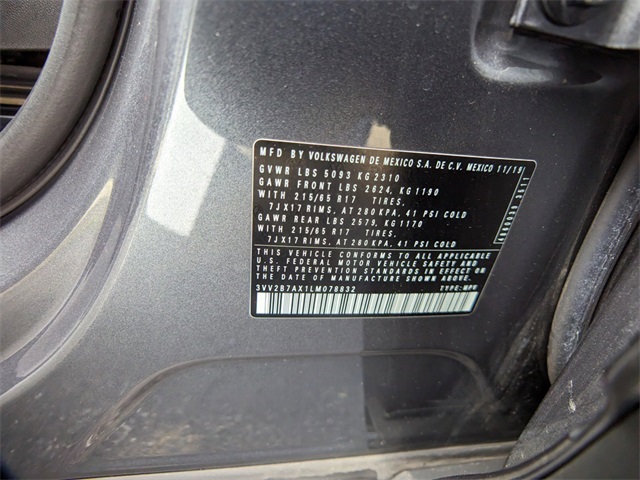 MFD BY VOLKSWAGEN DE MEXICO S.A. DE C.V. MEXICO 11/19
GVWR LBS 5093 KG 2310
GAWR FRONT LBS 2624, KG 1190
WITH 215/65 R17 TIRES,
7JX17 RIMS, AT 280 KPA, 41 PSI COLD
GAWR REAR LBS 2579, KG 1170
WITH 215/65 R17 TIRES,
7JX17 RIMS, AT 280 KPA, 41 PSI COLD
THIS VEHICLE CONFORMS TO ALL APPLICABLE
U.S. FEDERAL MOTOR VEHICLE SAFETY AND
THEFT PREVENTION STANDARDS IN EFFECT ON
THE DATE OF MANUFACTURE SHOWN ABOVE.
3VV2B7AX1LM078832 TYPE: MPV